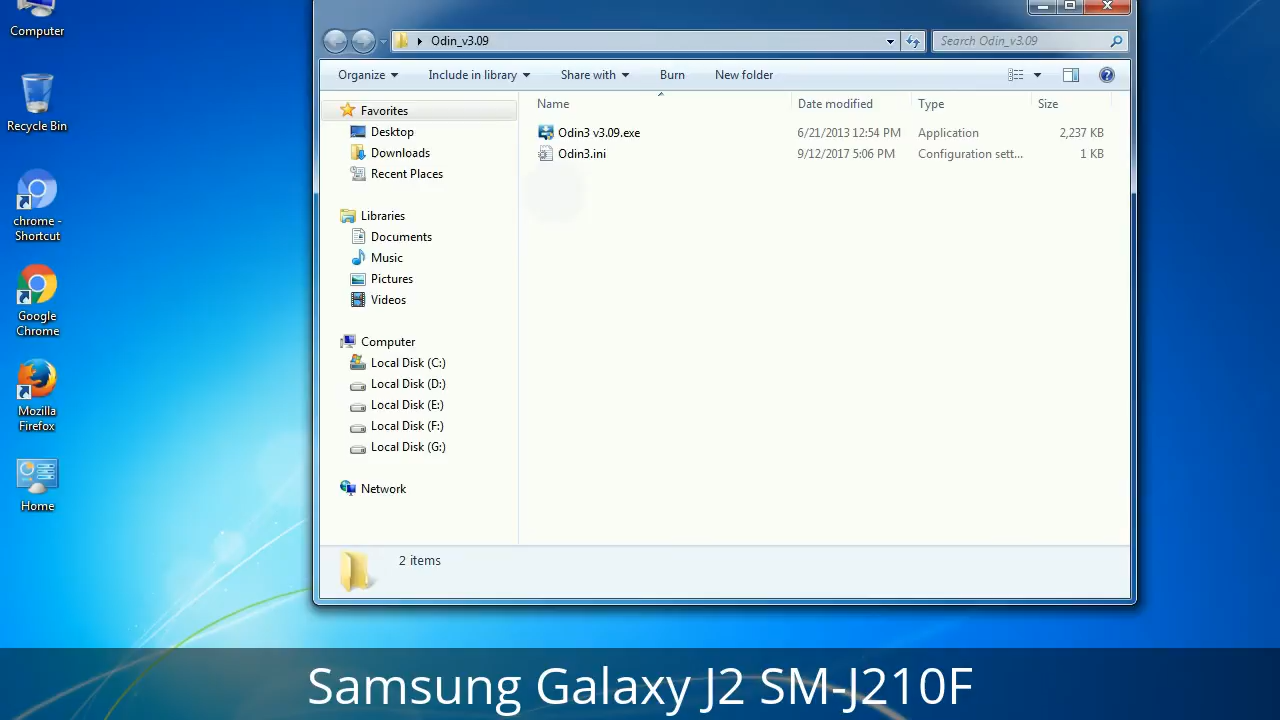 Computer
Recycle Bin
chrome -
Shortcut
Google
Chrome
Mozilla
Firefox
Home
Odin_v3.09
Search Odin_v3.09
Organize
Include in library
Share with
Burn
New folder
Favorites
Desktop
Downloads
Recent Places
Libraries
Documents
Music
Pictures
Videos
Computer
Local Disk (C:)
Local Disk (D:)
Local Disk (E:)
Local Disk (F:)
Local Disk (G:)
Network
Name Date modified Type Size
Odin3 v3.09.exe 6/21/2013 12:54 PM Application 2,237 KB
Odin3.ini 9/12/2017 5:06 PM Configuration sett... 1 KB
2 items
Samsung Galaxy J2 SM-J210F